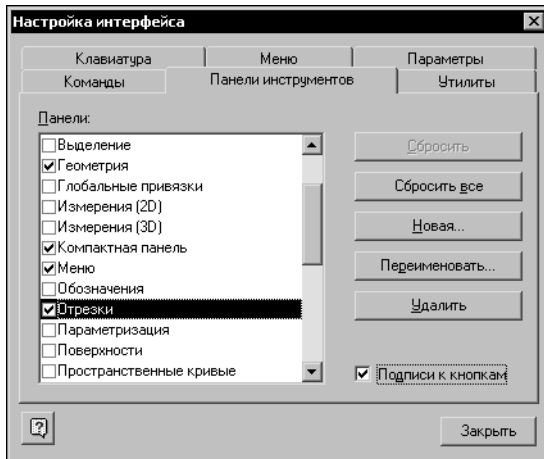 Настройка интерфейса
Клавиатура Меню Параметры
Команды Панели инструментов Утилиты
Панели:
Выделение
Геометрия
Глобальные привязки
Измерения (2D)
Измерения (3D)
Компактная панель
Меню
Обозначения
Отрезки
Параметризация
Поверхности
Пространственные кривые
Сбросить
Сбросить все
Новая...
Переименовать...
Удалить
Подписи к кнопкам
Закрыть